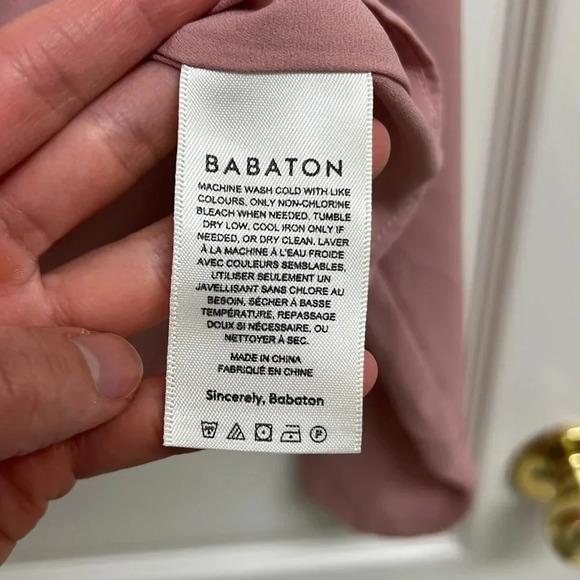 BABATON
MACHINE WASH COLD WITH LIKE
COLOURS, ONLY NON-CHLORINE
BLEACH WHEN NEEDED, TUMBLE
DRY LOW, COOL IRON ONLY IF
NEEDED, OR DRY CLEAN. LAVER
À LA MACHINE À L'EAU FROIDE
AVEC COULEURS SEMBLABLES,
UTILISER SEULEMENT UN
JAVELLISANT SANS CHLORE AU
BESOIN, SÉCHER À BASSE
TEMPÉRATURE, REPASSAGE
DOUX SI NÉCESSAIRE, OU
NETTOYER À SEC.
MADE IN CHINA
FABRIQUÉ EN CHINE
Sincerely, Babaton
P